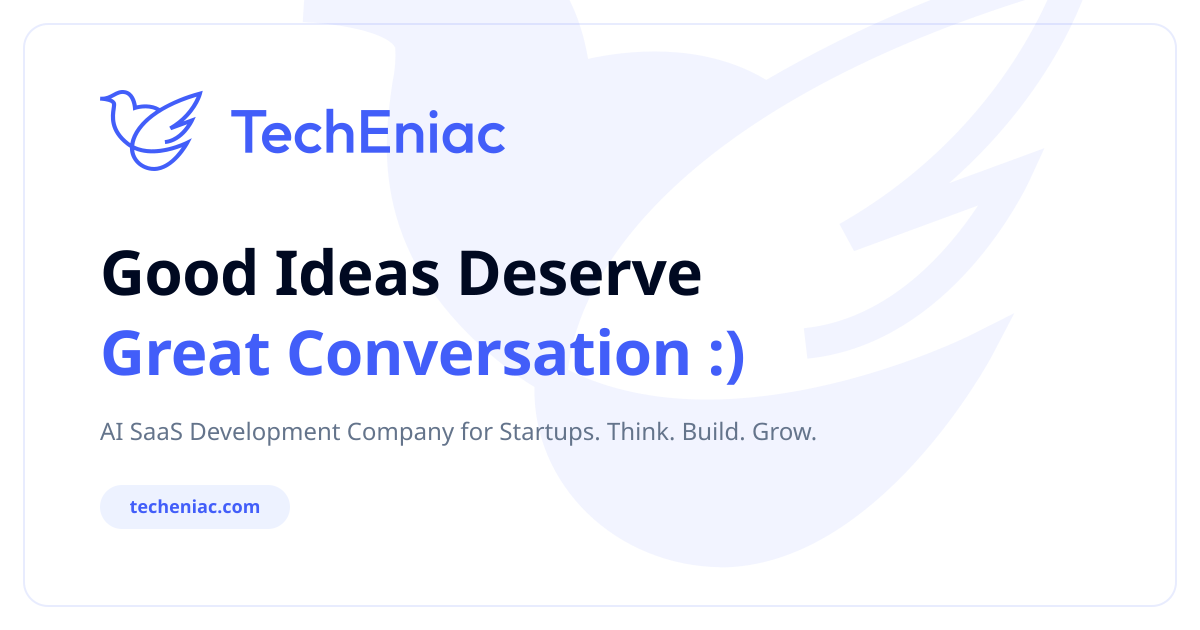 TechEniac
Good Ideas Deserve
Great Conversation :)
AI SaaS Development Company for Startups. Think. Build. Grow.
techeniac.com